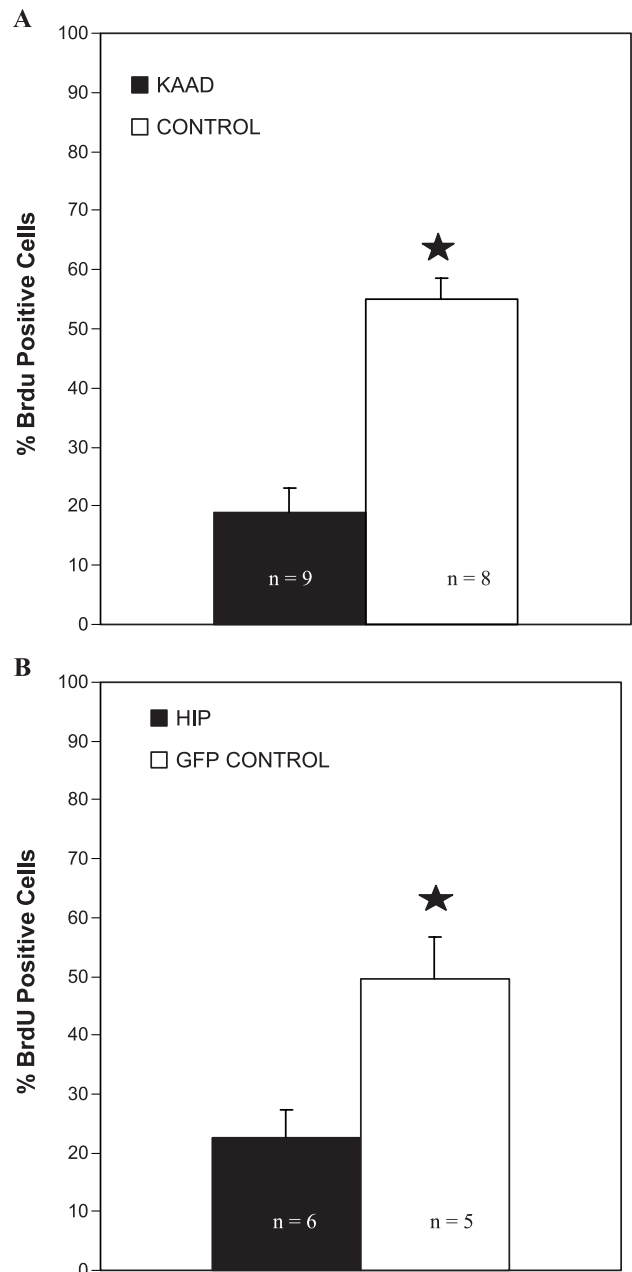 A
100
90
80
70
60
50
40
30
20
10
0
% Brdu Positive Cells
KAAD
CONTROL
n = 9
n = 8
B
100
90
80
70
60
50
40
30
20
10
0
% BrdU Positive Cells
HIP
GFP CONTROL
n = 6
n = 5